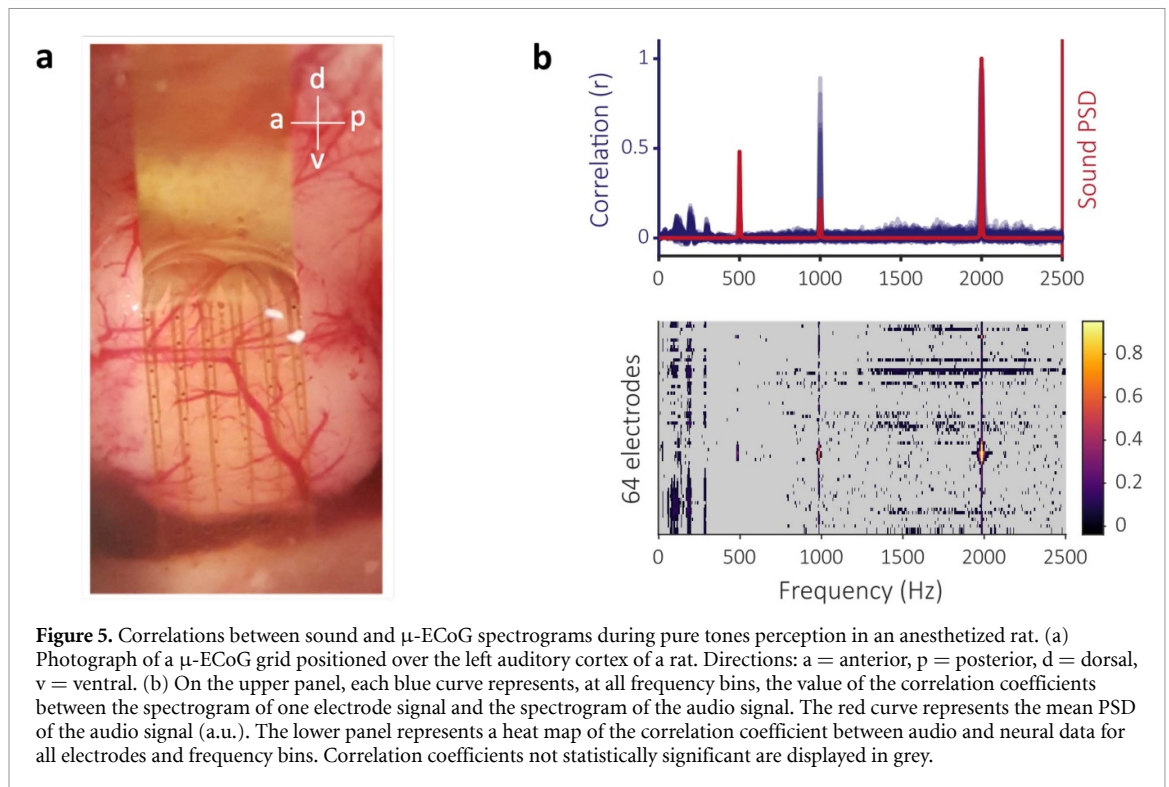 a
d
a
p
v
b
Correlation (r)
1
0.5
0
Sound PSD
0
500
1000
1500
2000
2500
64 electrodes
0.8
0.6
0.4
0.2
0
0
500
1000
1500
2000
2500
Frequency (Hz)
Figure 5. Correlations between sound and μ-ECoG spectrograms during pure tones perception in an anesthetized rat. (a)
Photograph of a μ-ECoG grid positioned over the left auditory cortex of a rat. Directions: a = anterior, p = posterior, d = dorsal,
v = ventral. (b) On the upper panel, each blue curve represents, at all frequency bins, the value of the correlation coefficients
between the spectrogram of one electrode signal and the spectrogram of the audio signal. The red curve represents the mean PSD
of the audio signal (a.u.). The lower panel represents a heat map of the correlation coefficient between audio and neural data for
all electrodes and frequency bins. Correlation coefficients not statistically significant are displayed in grey.